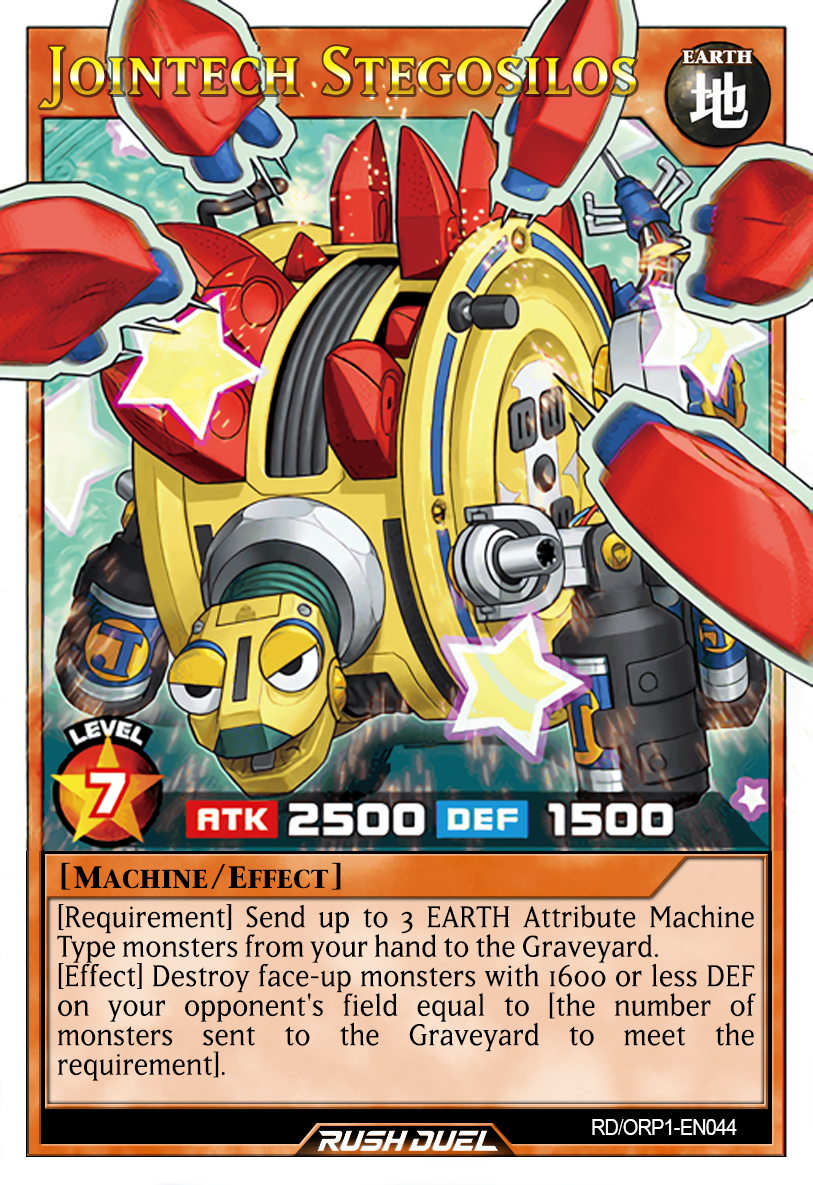 JOINTECH STEGOSILOS
EARTH
地
J
J
J
LEVEL
7
ATK 2500 DEF 1500
[MACHINE/EFFECT]
[Requirement] Send up to 3 EARTH Attribute Machine
Type monsters from your hand to the Graveyard.
[Effect] Destroy face-up monsters with 1600 or less DEF
on your opponent's field equal to [the number of
monsters sent to the Graveyard to meet the
requirement].
RUSH DUEL
RD/ORP1-EN044